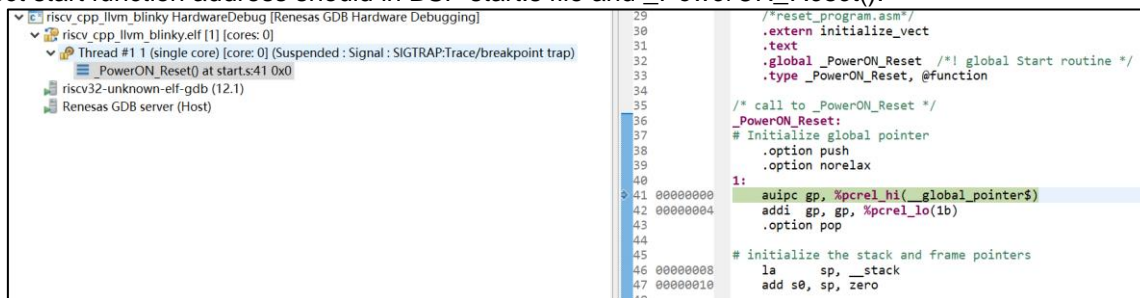 riscv_cpp_llvm_blinky HardwareDebug [Renesas GDB Hardware Debugging]
riscv_cpp_llvm_blinky.elf [1] [cores: 0]
Thread #1 1 (single core) [core: 0] (Suspended : Signal : SIGTRAP:Trace/breakpoint trap)
_PowerON_Reset() at start.s:41 0x0
riscv32-unknown-elf-gdb (12.1)
Renesas GDB server (Host)
29 /*reset_program.asm*/
30 .extern initialize_vect
31 .text
32 .global _PowerON_Reset /*! global Start routine */
33 .type _PowerON_Reset, @function
34
35 /* call to _PowerON_Reset */
36 _PowerON_Reset:
37 # Initialize global pointer
38 .option push
39 .option norelax
40 1:
41 00000000 auipc gp, %pcrel_hi(__global_pointer$)
42 00000004 addi gp, gp, %pcrel_lo(1b)
43 .option pop
44
45 # initialize the stack and frame pointers
46 00000008 la sp, __stack
47 00000010 add s0, sp, zero